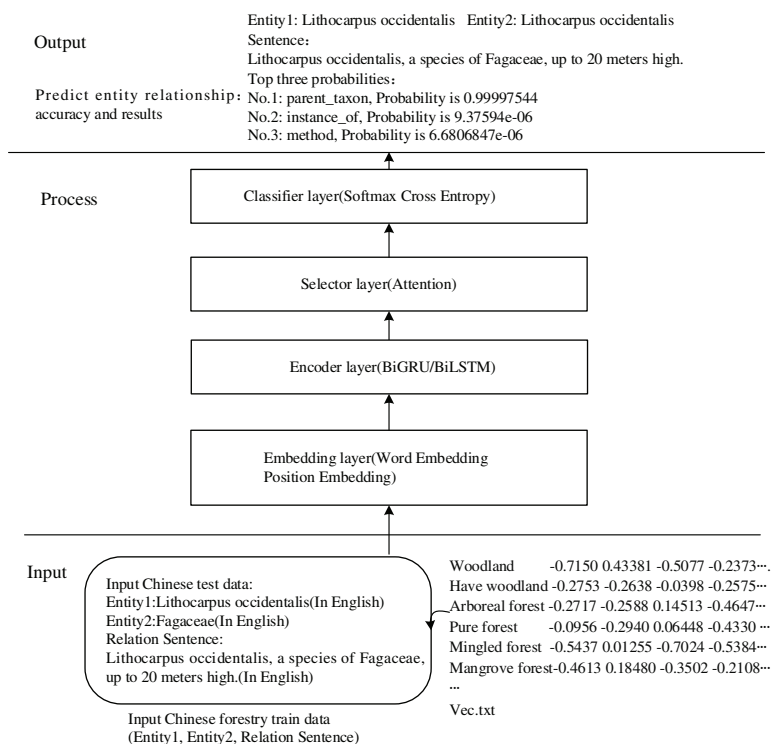 Output
Entity1: Lithocarpus occidentalis Entity2: Lithocarpus occidentalis
Sentence:
Lithocarpus occidentalis, a species of Fagaceae, up to 20 meters high.
Top three probabilities:
Predict entity relationship:
accuracy and results
No.1: parent_taxon, Probability is 0.99997544
No.2: instance_of, Probability is 9.37594e-06
No.3: method, Probability is 6.6806847e-06
Process
Classifier layer(Softmax Cross Entropy)
Selector layer(Attention)
Encoder layer(BiGRU/BiLSTM)
Embedding layer(Word Embedding
Position Embedding)
Input
Input Chinese test data:
Entity1:Lithocarpus occidentalis(In English)
Entity2:Fagaceae(In English)
Relation Sentence:
Lithocarpus occidentalis, a species of Fagaceae,
up to 20 meters high.(In English)
Input Chinese forestry train data
(Entity1, Entity2, Relation Sentence)
Woodland -0.7150 0.43381 -0.5077 -0.2373····
Have woodland -0.2753 -0.2638 -0.0398 -0.2575···
Arboreal forest -0.2717 -0.2588 0.14513 -0.4647···
Pure forest -0.0956 -0.2940 0.06448 -0.4330 ···
Mingled forest -0.5437 0.01255 -0.7024 -0.5384···
Mangrove forest-0.4613 0.18480 -0.3502 -0.2108···
···
Vec.txt